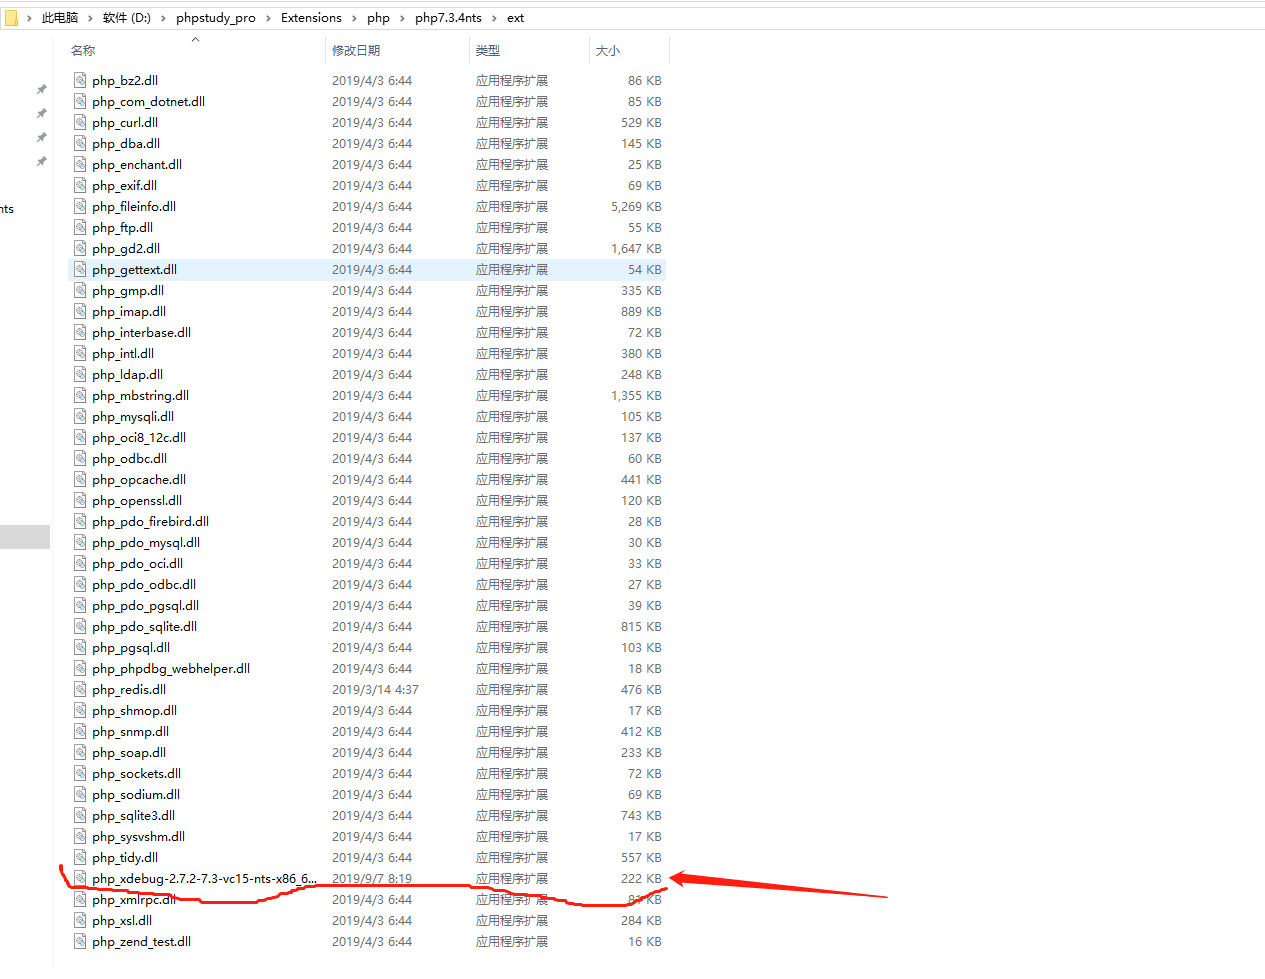 此电脑 › 软件 (D:) › phpstudy_pro › Extensions › php › php7.3.4nts › ext
名称 修改日期 类型 大小
php_bz2.dll 2019/4/3 6:44 应用程序扩展 86 KB
php_com_dotnet.dll 2019/4/3 6:44 应用程序扩展 85 KB
php_curl.dll 2019/4/3 6:44 应用程序扩展 529 KB
php_dba.dll 2019/4/3 6:44 应用程序扩展 145 KB
php_enchant.dll 2019/4/3 6:44 应用程序扩展 25 KB
php_exif.dll 2019/4/3 6:44 应用程序扩展 69 KB
nts
php_fileinfo.dll 2019/4/3 6:44 应用程序扩展 5,269 KB
php_ftp.dll 2019/4/3 6:44 应用程序扩展 55 KB
php_gd2.dll 2019/4/3 6:44 应用程序扩展 1,647 KB
php_gettext.dll 2019/4/3 6:44 应用程序扩展 54 KB
php_gmp.dll 2019/4/3 6:44 应用程序扩展 335 KB
php_imap.dll 2019/4/3 6:44 应用程序扩展 889 KB
php_interbase.dll 2019/4/3 6:44 应用程序扩展 72 KB
php_intl.dll 2019/4/3 6:44 应用程序扩展 380 KB
php_ldap.dll 2019/4/3 6:44 应用程序扩展 248 KB
php_mbstring.dll 2019/4/3 6:44 应用程序扩展 1,355 KB
php_mysqli.dll 2019/4/3 6:44 应用程序扩展 105 KB
php_oci8_12c.dll 2019/4/3 6:44 应用程序扩展 137 KB
php_odbc.dll 2019/4/3 6:44 应用程序扩展 60 KB
php_opcache.dll 2019/4/3 6:44 应用程序扩展 441 KB
php_openssl.dll 2019/4/3 6:44 应用程序扩展 120 KB
php_pdo_firebird.dll 2019/4/3 6:44 应用程序扩展 28 KB
php_pdo_mysql.dll 2019/4/3 6:44 应用程序扩展 30 KB
php_pdo_oci.dll 2019/4/3 6:44 应用程序扩展 33 KB
php_pdo_odbc.dll 2019/4/3 6:44 应用程序扩展 27 KB
php_pdo_pgsql.dll 2019/4/3 6:44 应用程序扩展 39 KB
php_pdo_sqlite.dll 2019/4/3 6:44 应用程序扩展 815 KB
php_pgsql.dll 2019/4/3 6:44 应用程序扩展 103 KB
php_phpdbg_webhelper.dll 2019/4/3 6:44 应用程序扩展 18 KB
php_redis.dll 2019/3/14 4:37 应用程序扩展 476 KB
php_shmop.dll 2019/4/3 6:44 应用程序扩展 17 KB
php_snmp.dll 2019/4/3 6:44 应用程序扩展 412 KB
php_soap.dll 2019/4/3 6:44 应用程序扩展 233 KB
php_sockets.dll 2019/4/3 6:44 应用程序扩展 72 KB
php_sodium.dll 2019/4/3 6:44 应用程序扩展 69 KB
php_sqlite3.dll 2019/4/3 6:44 应用程序扩展 743 KB
php_sysvshm.dll 2019/4/3 6:44 应用程序扩展 17 KB
php_tidy.dll 2019/4/3 6:44 应用程序扩展 557 KB
php_xdebug-2.7.2-7.3-vc15-nts-x86_6... 2019/9/7 8:19 应用程序扩展 222 KB
php_xmlrpc.dll 2019/4/3 6:44 应用程序扩展 81 KB
php_xsl.dll 2019/4/3 6:44 应用程序扩展 284 KB
php_zend_test.dll 2019/4/3 6:44 应用程序扩展 16 KB